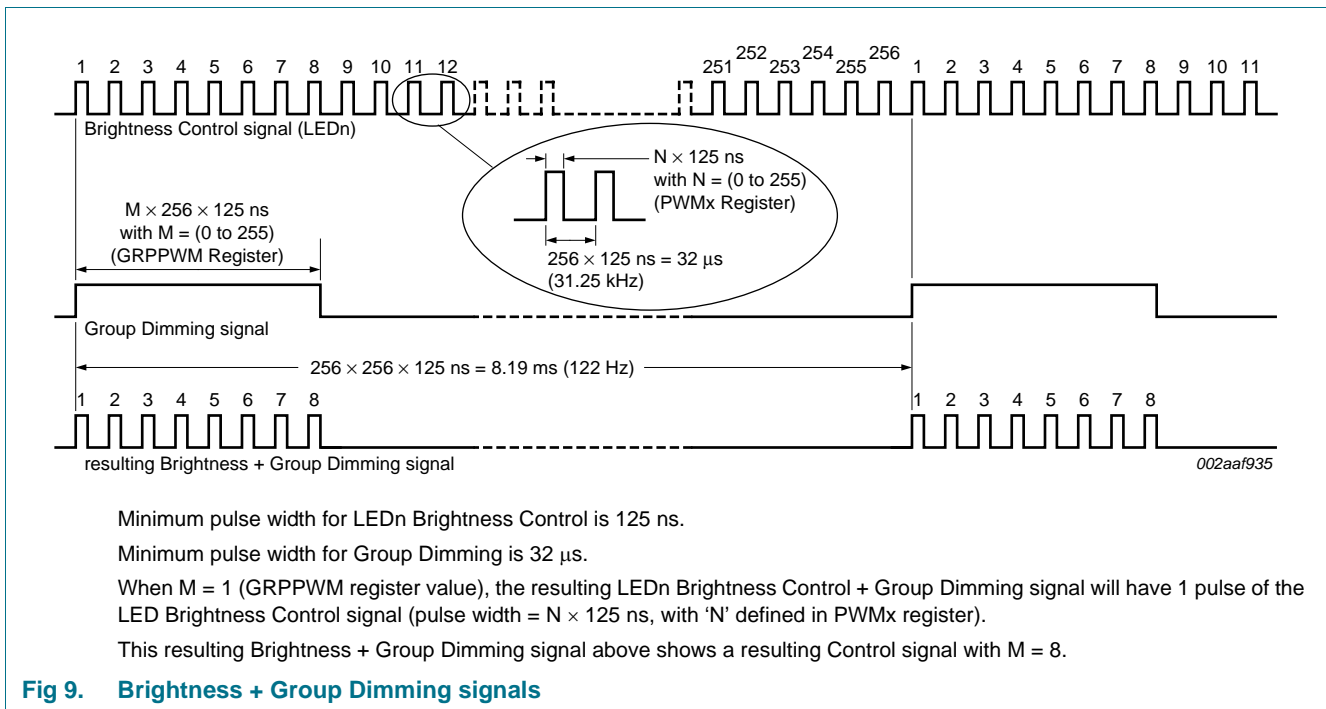 1 2 3 4 5 6 7 8 9 10 11 12 251 252 253 254 255 256 1 2 3 4 5 6 7 8 9 10 11
Brightness Control signal (LEDn)
N × 125 ns
with N = (0 to 255)
(PWMx Register)
M × 256 × 125 ns
with M = (0 to 255)
(GRPPWM Register)
256 × 125 ns = 32 μs
(31.25 kHz)
Group Dimming signal
256 × 256 × 125 ns = 8.19 ms (122 Hz)
1 2 3 4 5 6 7 8 1 2 3 4 5 6 7 8
resulting Brightness + Group Dimming signal
002aaf935
Minimum pulse width for LEDn Brightness Control is 125 ns.
Minimum pulse width for Group Dimming is 32 μs.
When M = 1 (GRPPWM register value), the resulting LEDn Brightness Control + Group Dimming signal will have 1 pulse of the
LED Brightness Control signal (pulse width = N × 125 ns, with ‘N’ defined in PWMx register).
This resulting Brightness + Group Dimming signal above shows a resulting Control signal with M = 8.
Fig 9. Brightness + Group Dimming signals